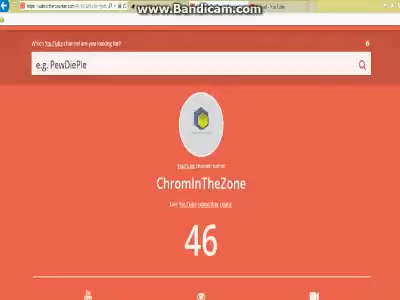 www.Bandicam.com
Which YouTube channel are you looking for?
e.g. PewDiePie
YouTube channel name
ChromInTheZone
Live YouTube subscriber count
46